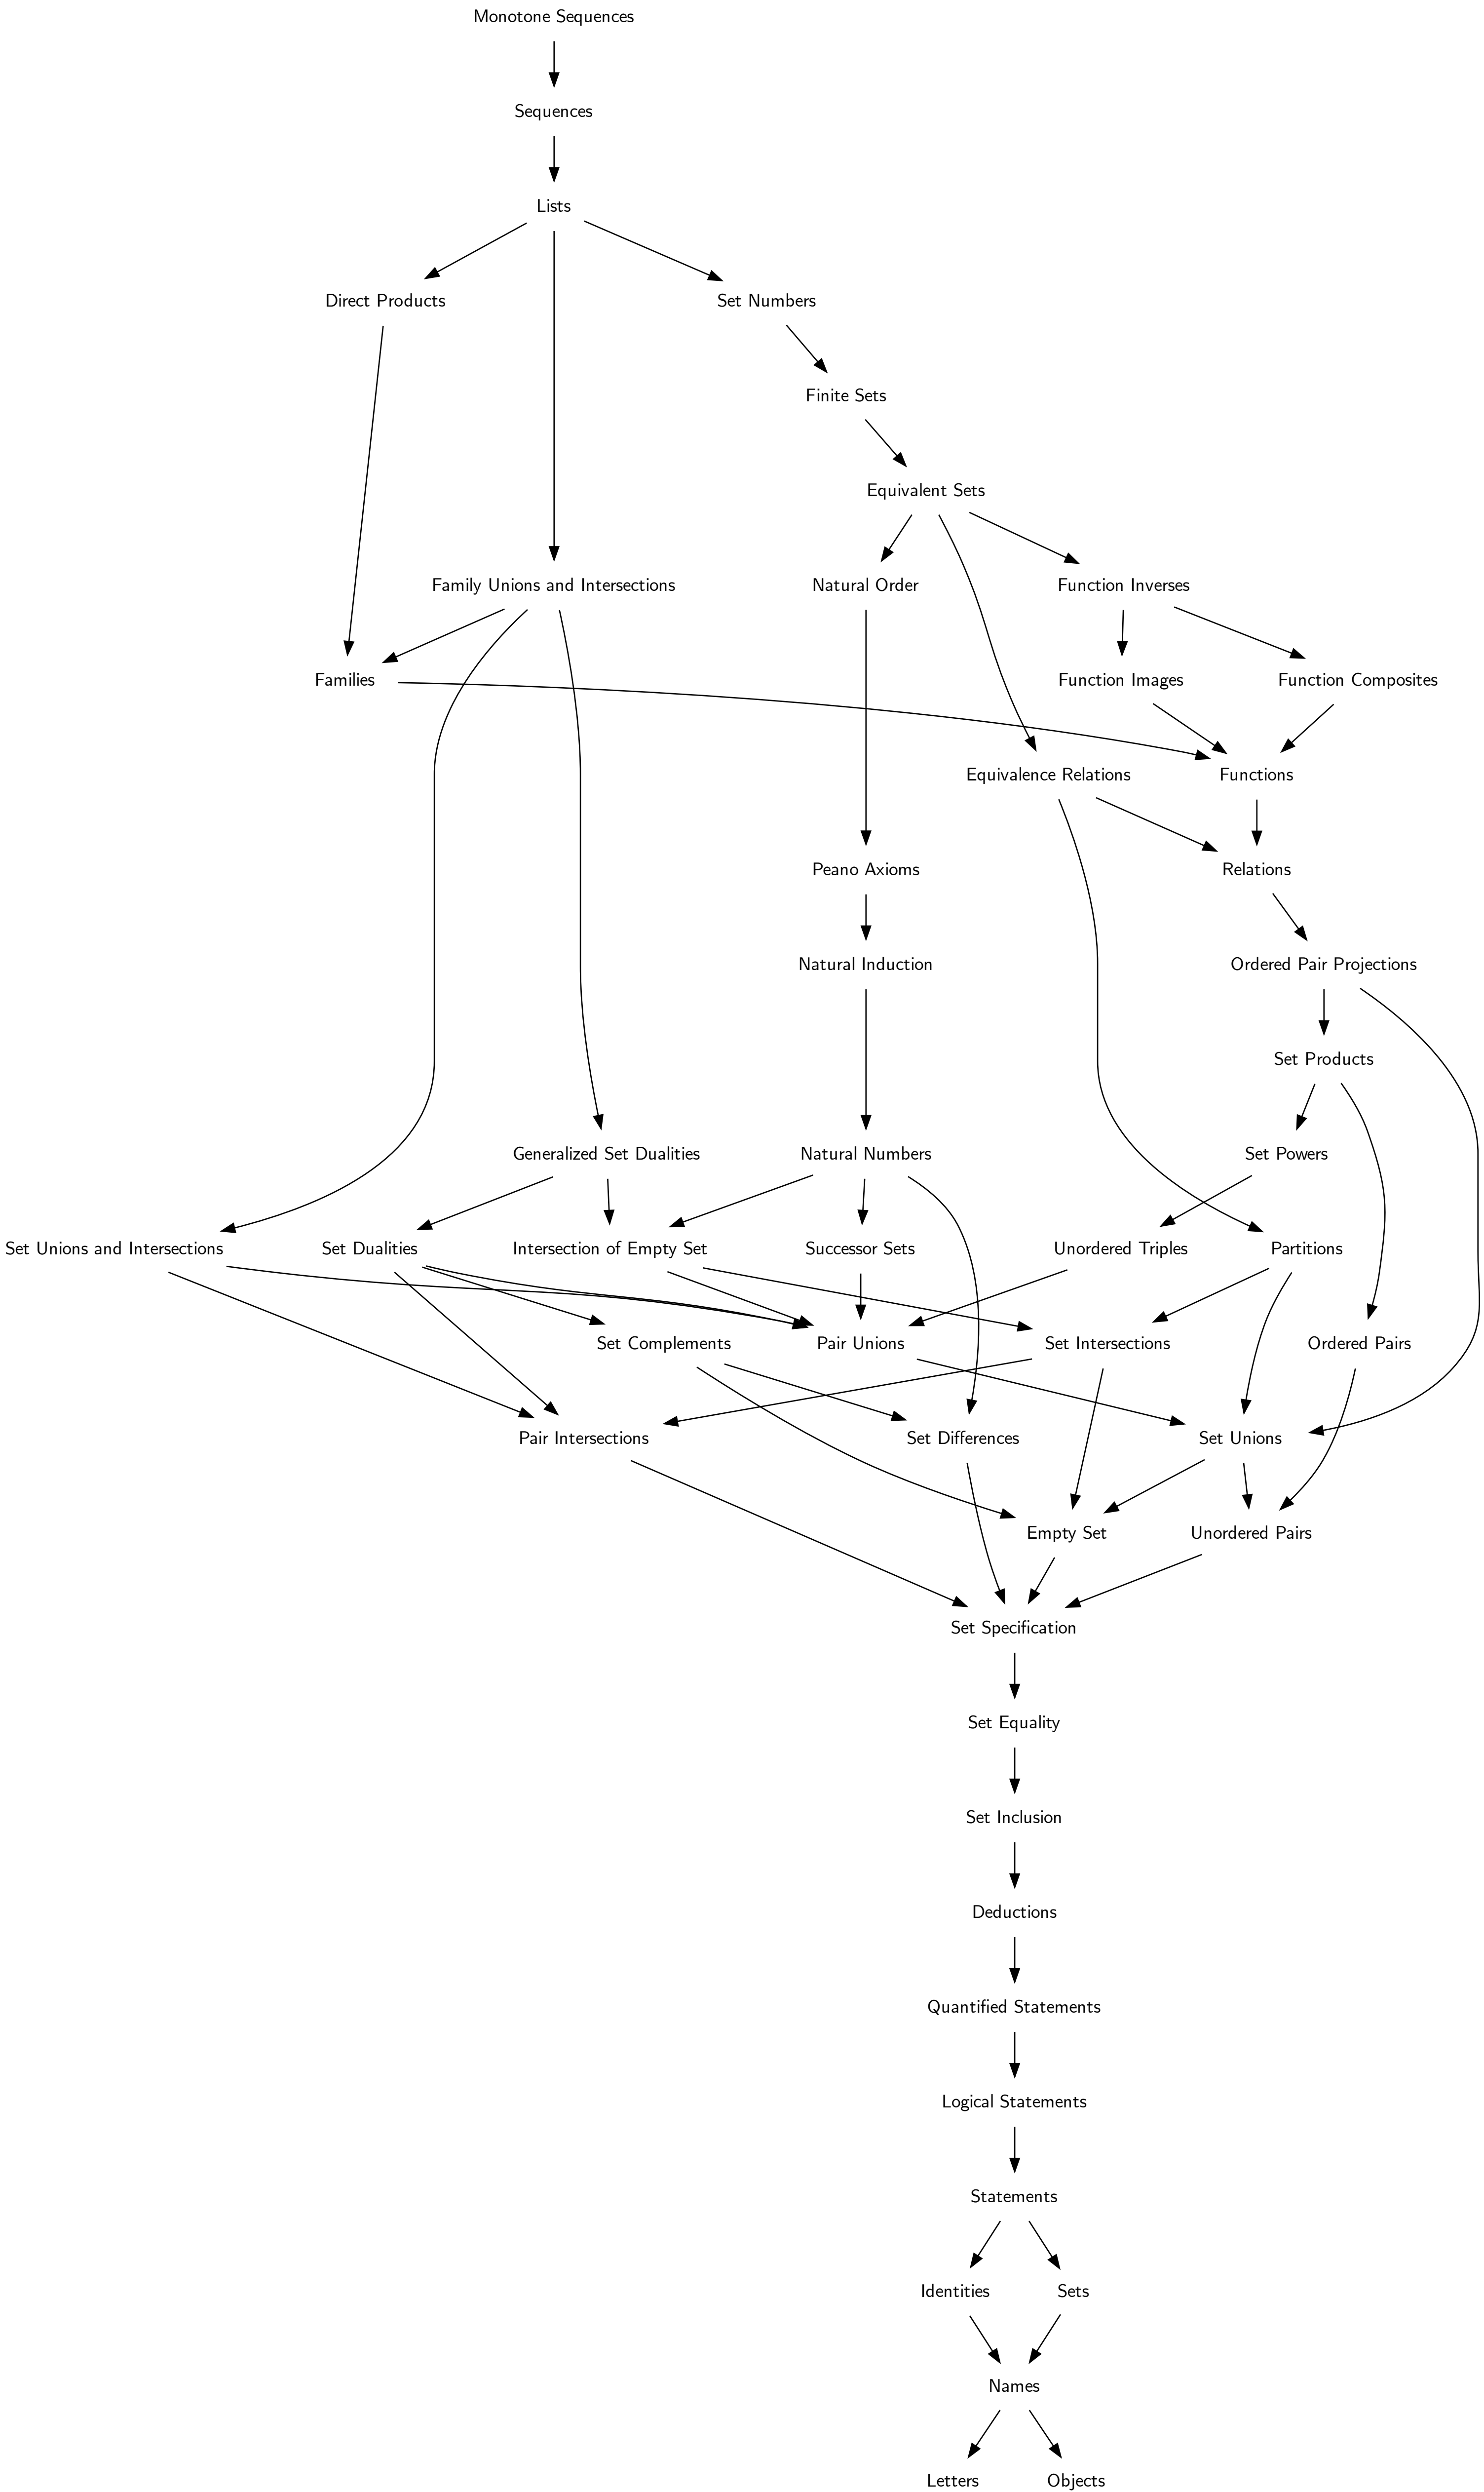 Monotone Sequences
Sequences
Lists
Direct Products
Set Numbers
Finite Sets
Equivalent Sets
Family Unions and Intersections
Natural Order
Function Inverses
Families
Function Images
Function Composites
Equivalence Relations
Functions
Peano Axioms
Relations
Natural Induction
Ordered Pair Projections
Set Products
Generalized Set Dualities
Natural Numbers
Set Powers
Set Unions and Intersections
Set Dualities
Intersection of Empty Set
Successor Sets
Unordered Triples
Partitions
Set Complements
Pair Unions
Set Intersections
Ordered Pairs
Pair Intersections
Set Differences
Set Unions
Empty Set
Unordered Pairs
Set Specification
Set Equality
Set Inclusion
Deductions
Quantified Statements
Logical Statements
Statements
Identities
Sets
Names
Letters
Objects